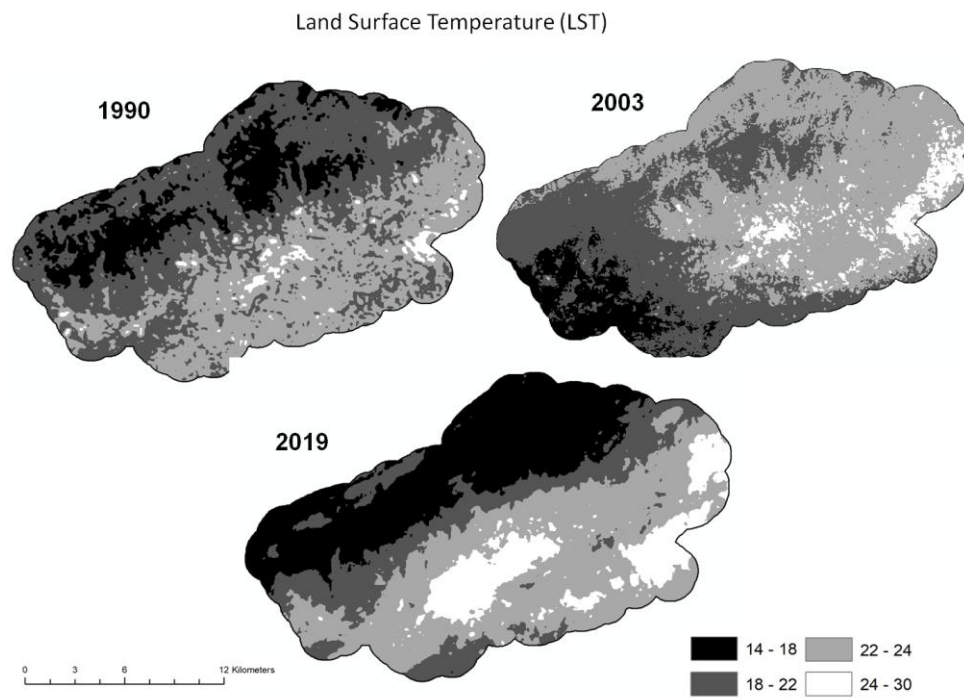 Land Surface Temperature (LST)
1990
2003
2019
0 3 6 12 Kilometers
14 - 18
22 - 24
18 - 22
24 - 30